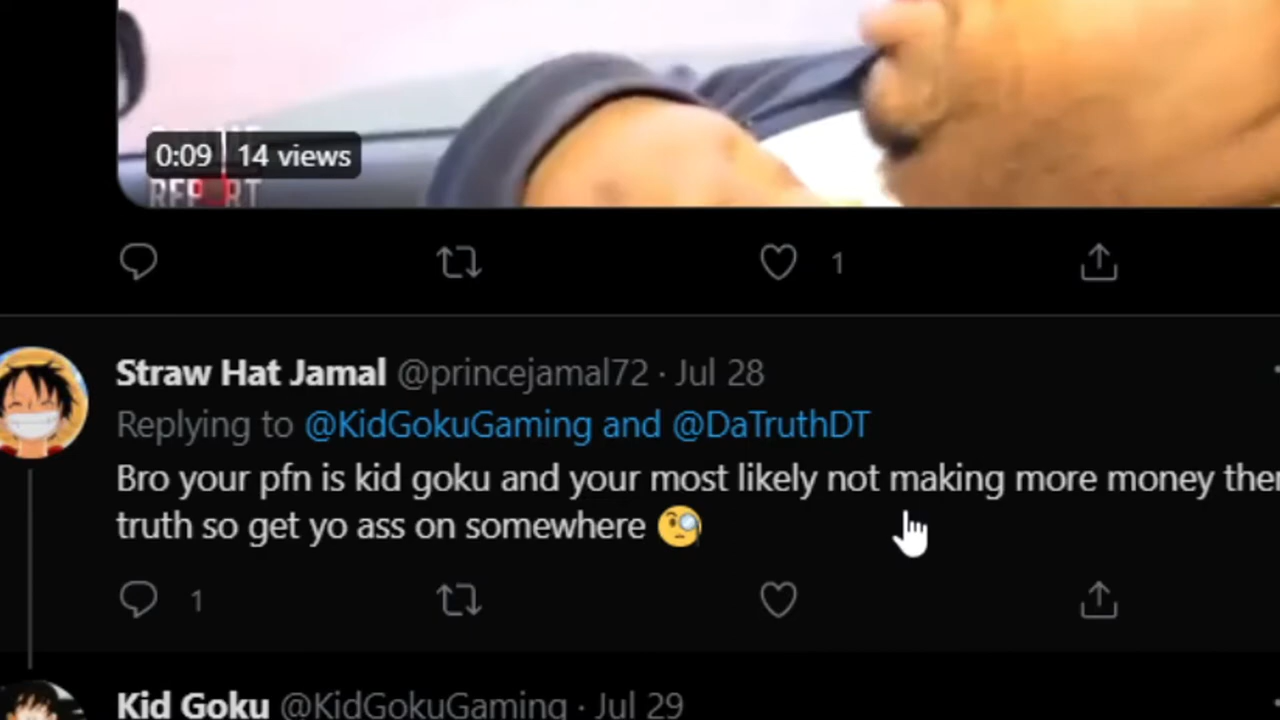 0:09 14 views
REPORT
1
Straw Hat Jamal @princejamal72 · Jul 28
Replying to @KidGokuGaming and @DaTruthDT
Bro your pfn is kid goku and your most likely not making more money
truth so get yo ass on somewhere 🧐
1
Kid Goku @KidGokuGaming · Jul 29